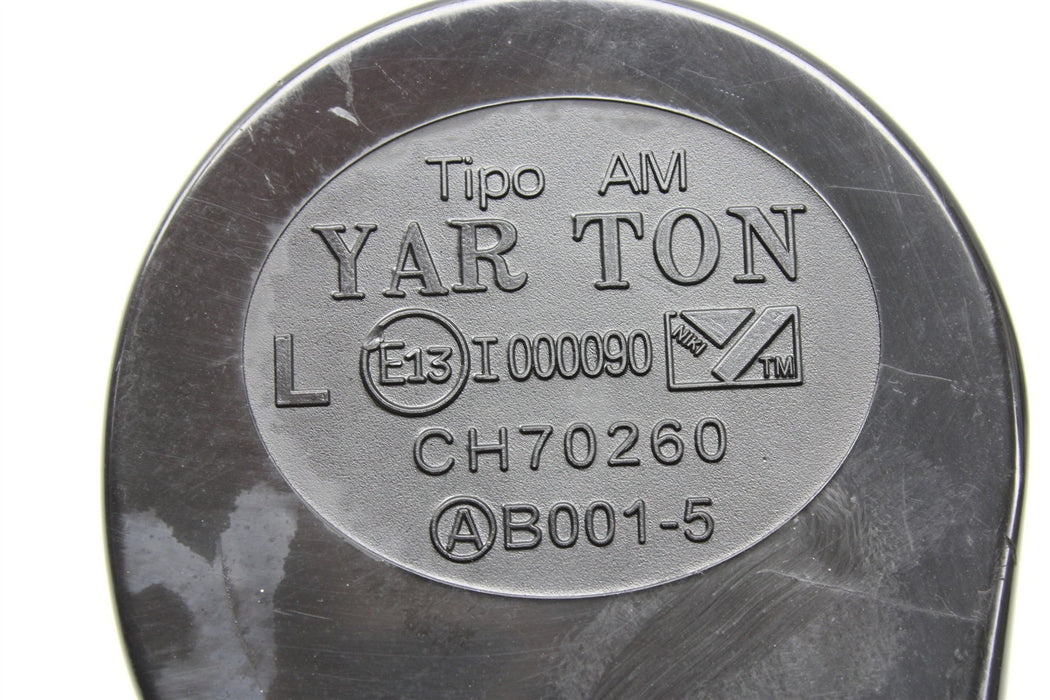 Tipo AM
YAR TON
L E13 I 000090 NIKI TM
CH70260
A B001-5